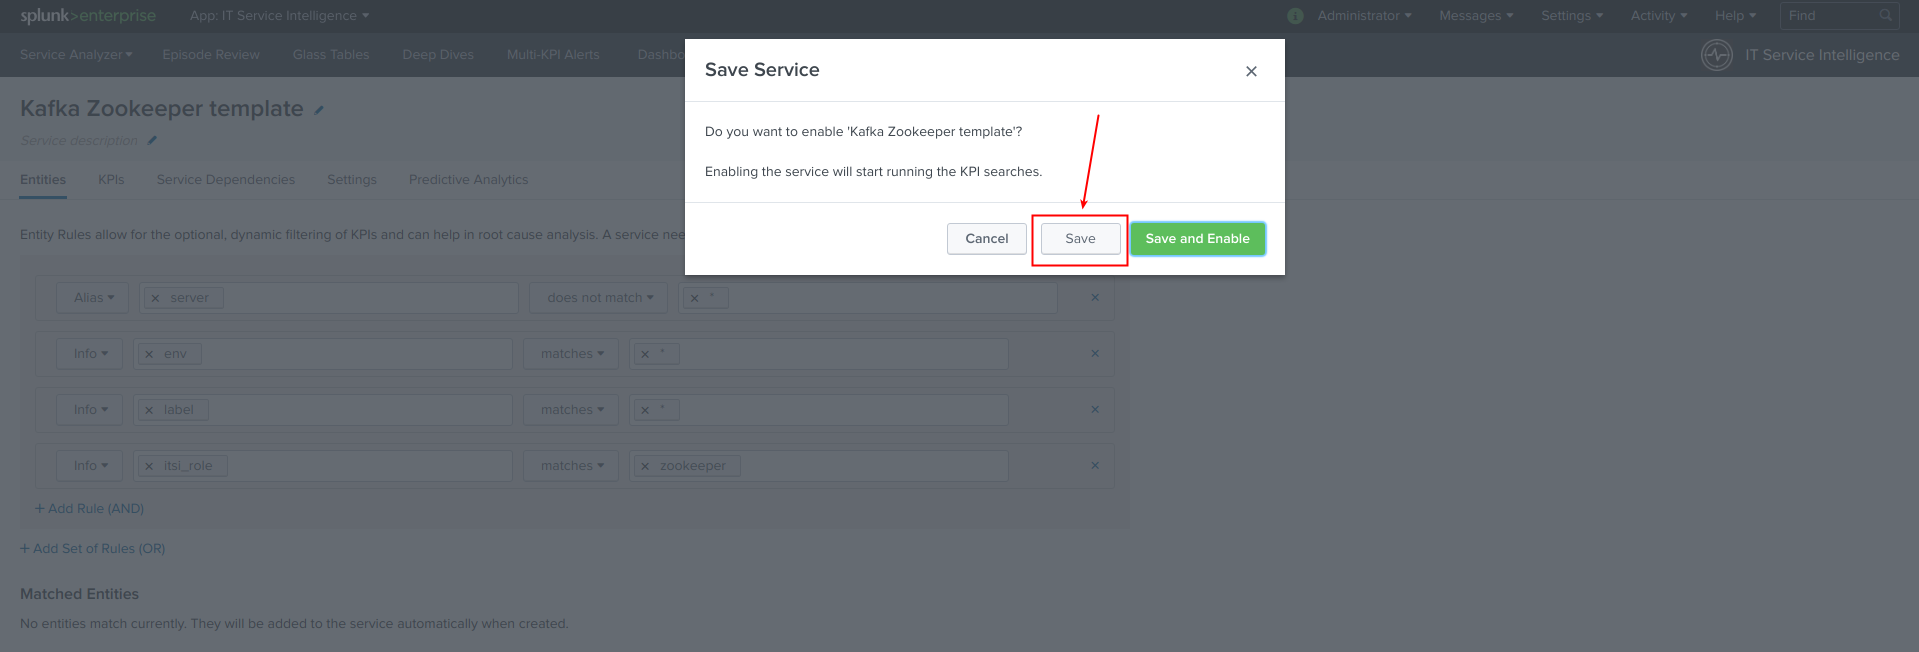 splunk>enterprise App: IT Service Intelligence Administrator Messages Settings Activity Help Find
Service Analyzer Episode Review Glass Tables Deep Dives Multi-KPI Alerts Dashbo IT Service Intelligence
Save Service
Kafka Zookeeper template
Service description
Do you want to enable 'Kafka Zookeeper template'?
Enabling the service will start running the KPI searches.
Cancel Save Save and Enable
Entities KPIs Service Dependencies Settings Predictive Analytics
Entity Rules allow for the optional, dynamic filtering of KPIs and can help in root cause analysis. A service nee
Alias server does not match *
Info env matches *
Info label matches *
Info itsi_role matches zookeeper
+ Add Rule (AND)
+ Add Set of Rules (OR)
Matched Entities
No entities match currently. They will be added to the service automatically when created.